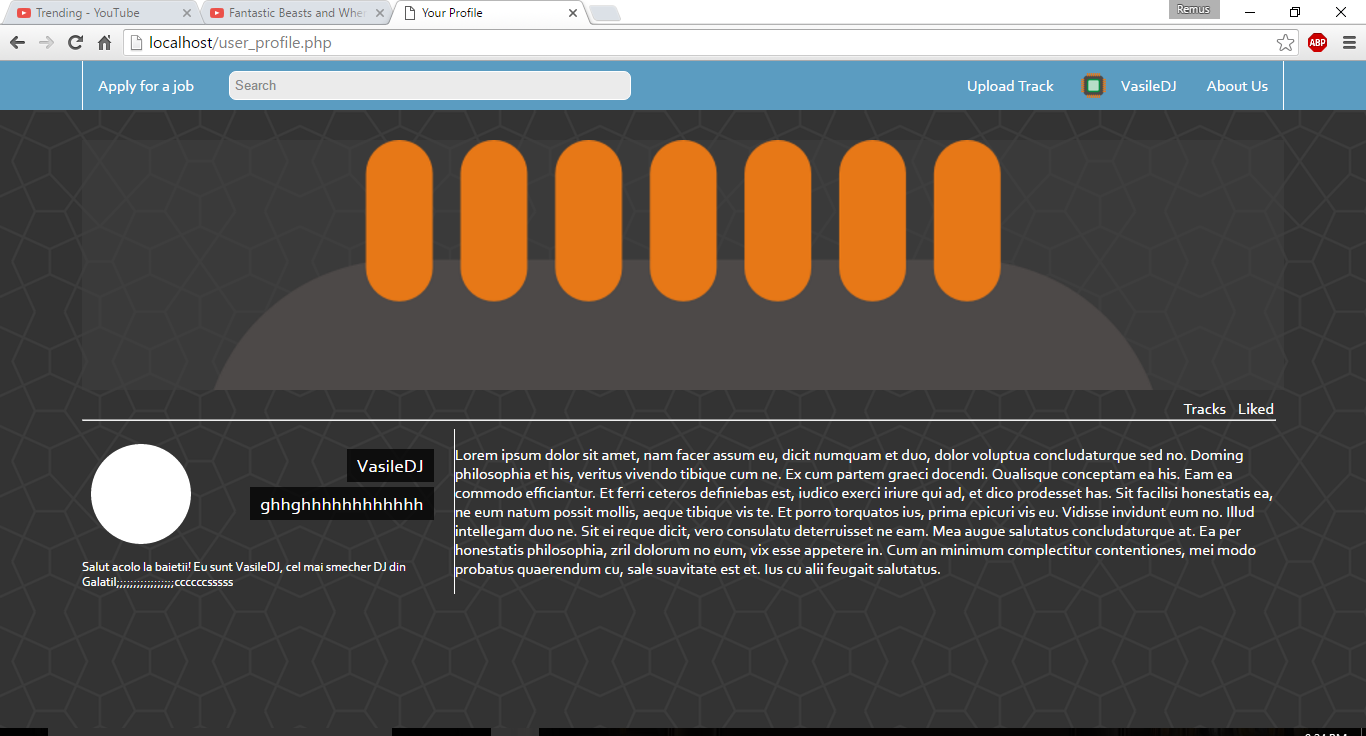 Trending - YouTube
Fantastic Beasts and Whe
Your Profile
Remus
localhost/user_profile.php
ABP
Apply for a job
Search
Upload Track
VasileDJ
About Us
Tracks
Liked
VasileDJ
ghhghhhhhhhhhhhh
Salut acolo la baietii! Eu sunt VasileDJ, cel mai smecher DJ din
Galatil;;;;;;;;;;;;;;;;;ccccccsssss
Lorem ipsum dolor sit amet, nam facer assum eu, dicit numquam et duo, dolor voluptua concludaturque sed no. Doming
philosophia et his, veritus vivendo tibique cum ne. Ex cum partem graeci docendi. Qualisque conceptam ea his. Eam ea
commodo efficiantur. Et ferri ceteros definiebas est, iudico exerci iriure qui ad, et dico prodesset has. Sit facilisi honestatis ea,
ne eum natum possit mollis, aeque tibique vis te. Et porro torquatos ius, prima epicuri vis eu. Vidisse invidunt eum no. Illud
intellegam duo ne. Sit ei reque dicit, vero consulatu deterruisset ne eam. Mea augue salutatus concludaturque at. Ea per
honestatis philosophia, zril dolorum no eum, vix esse appetere in. Cum an minimum complectitur contentiones, mei modo
probatus quaerendum cu, sale suavitate est et. Ius cu alii feugait salutatus.